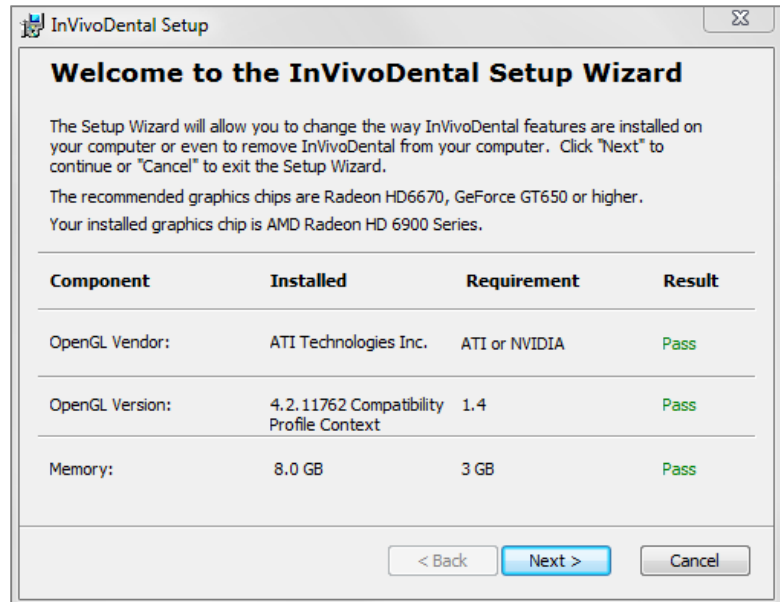 InVivoDental Setup
Welcome to the InVivoDental Setup Wizard
The Setup Wizard will allow you to change the way InVivoDental features are installed on
your computer or even to remove InVivoDental from your computer.  Click "Next" to
continue or "Cancel" to exit the Setup Wizard.
The recommended graphics chips are Radeon HD6670, GeForce GT650 or higher.
Your installed graphics chip is AMD Radeon HD 6900 Series.
Component Installed Requirement Result
OpenGL Vendor: ATI Technologies Inc. ATI or NVIDIA Pass
OpenGL Version: 4.2.11762 Compatibility 1.4 Pass
Profile Context
Memory: 8.0 GB 3 GB Pass
< Back Next > Cancel